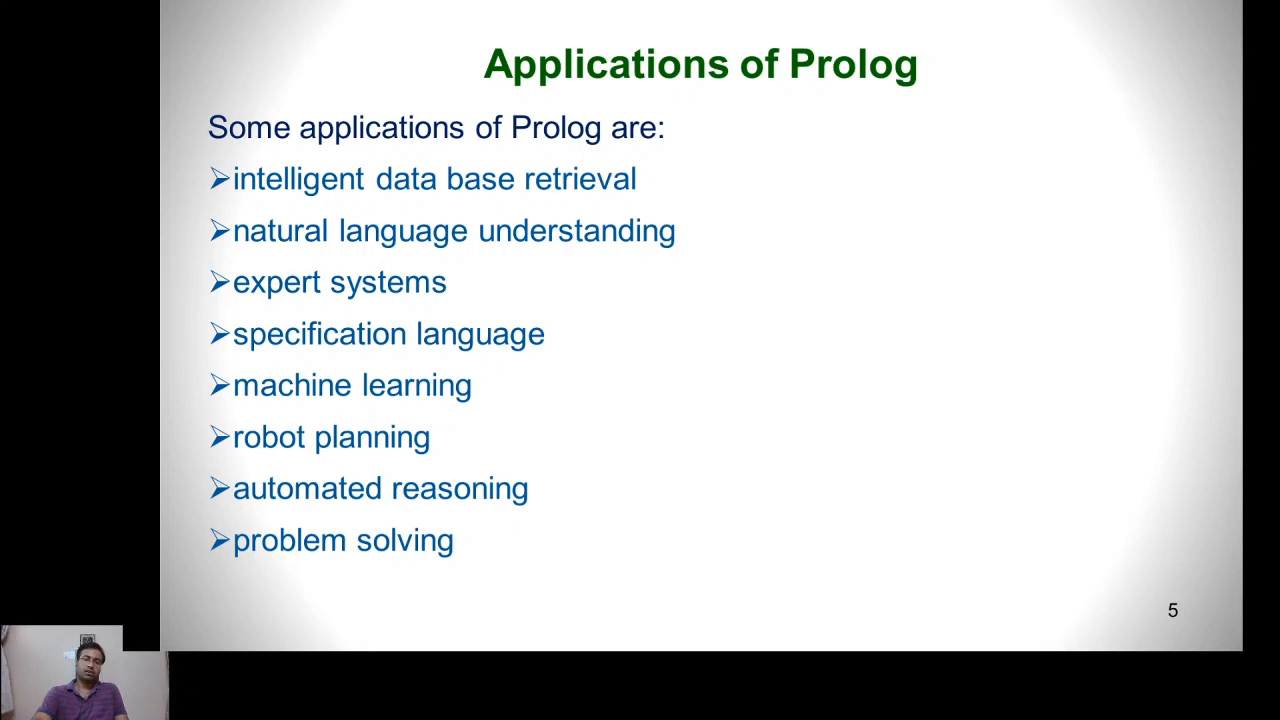 Applications of Prolog
Some applications of Prolog are:
➢intelligent data base retrieval
➢natural language understanding
➢expert systems
➢specification language
➢machine learning
➢robot planning
➢automated reasoning
➢problem solving
5